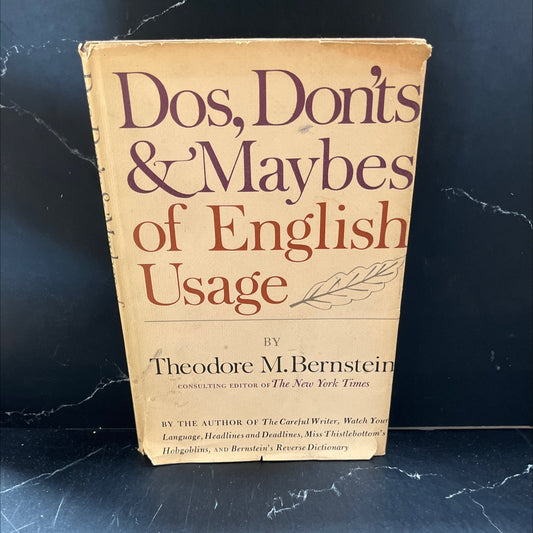 Dos, Don'ts
& Maybes
of English
Usage
BY
Theodore M. Bernstein
CONSULTING EDITOR OF The New York Times
BY THE AUTHOR OF The Careful Writer, Watch Your
Language, Headlines and Deadlines, Miss Thistlebottom's
Hobgoblins, AND Bernstein's Reverse Dictionary